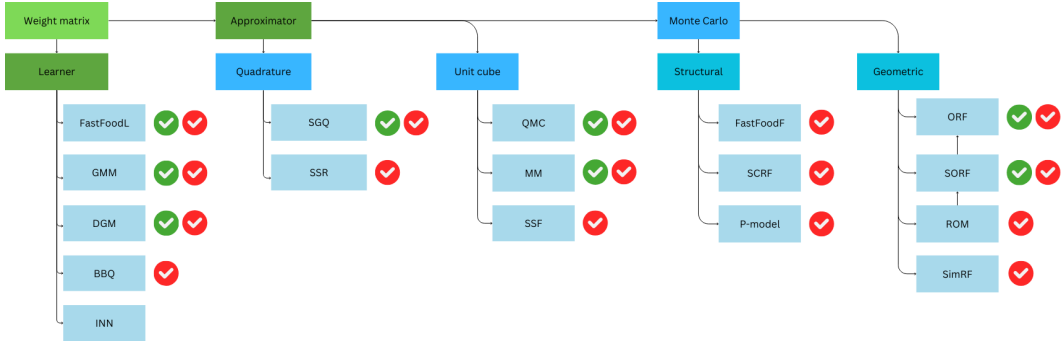 Weight matrix
Approximator
Monte Carlo
Learner
Quadrature
Unit cube
Structural
Geometric
FastFoodL
GMM
DGM
BBQ
INN
SGQ
SSR
QMC
MM
SSF
FastFoodF
SCRF
P-model
ORF
SORF
ROM
SimRF